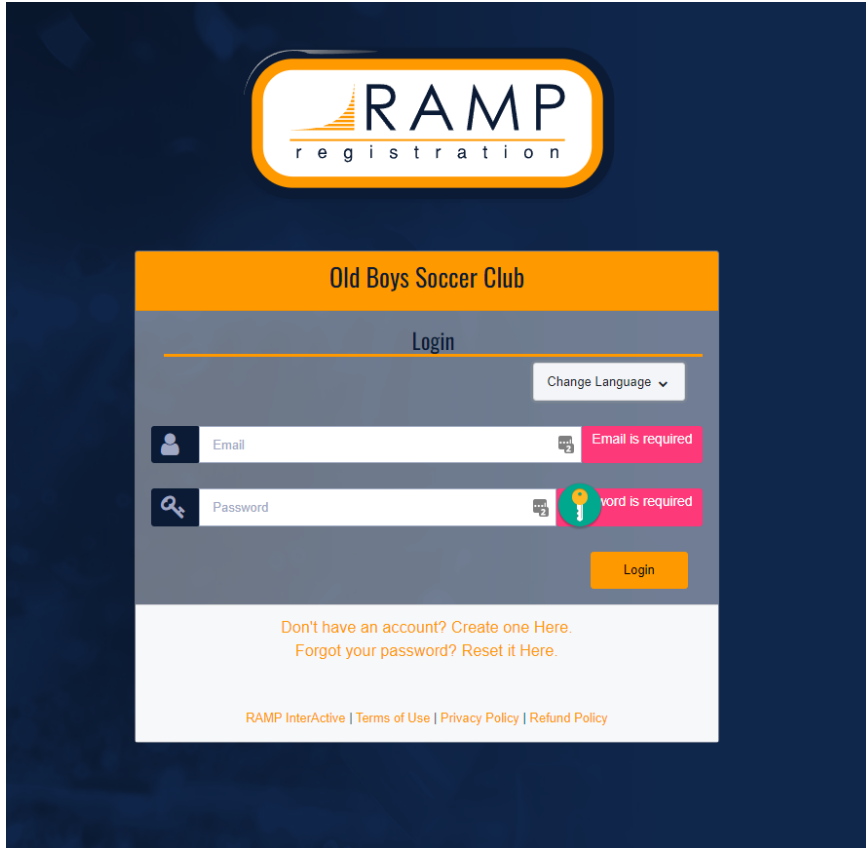 RAMP
registration
Old Boys Soccer Club
Login
Change Language
Email
Email is required
Password
word is required
Login
Don't have an account? Create one Here.
Forgot your password? Reset it Here.
RAMP InterActive | Terms of Use | Privacy Policy | Refund Policy